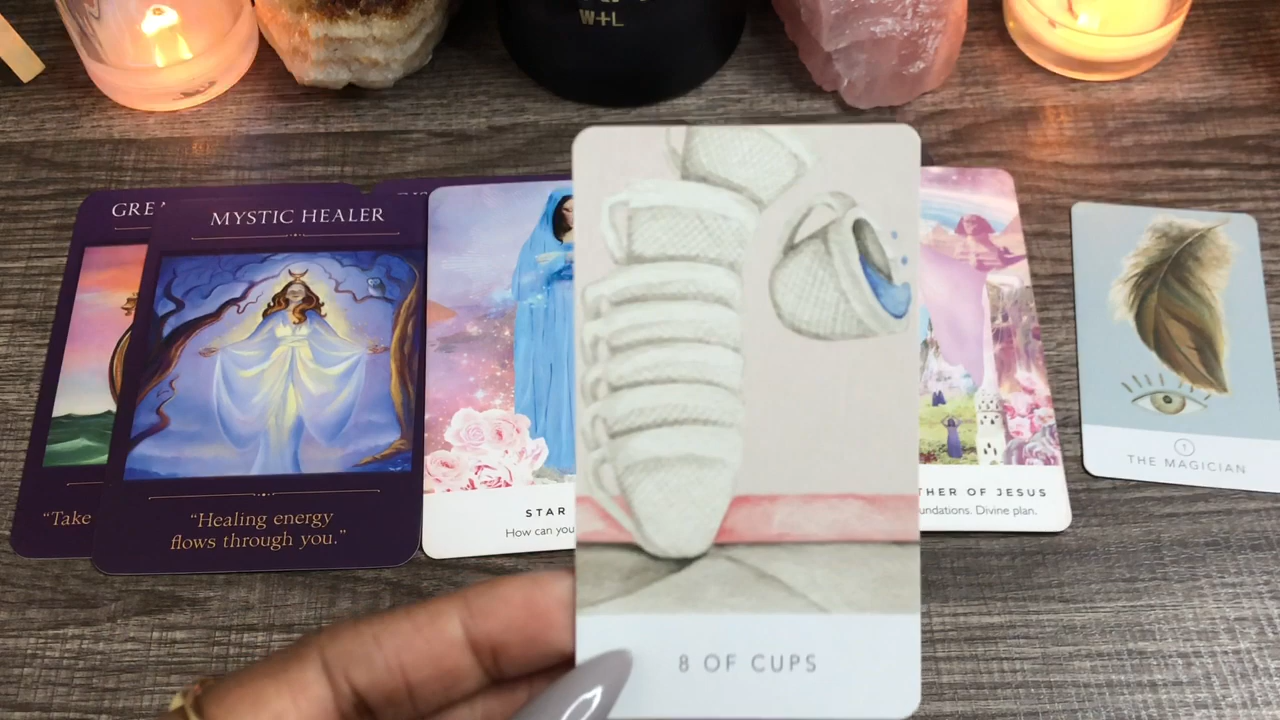 W+L
GREA
MYSTIC HEALER
"Take
"Healing energy
flows through you."
STAR
How can you
8 OF CUPS
THER OF JESUS
undations. Divine plan.
1
THE MAGICIAN